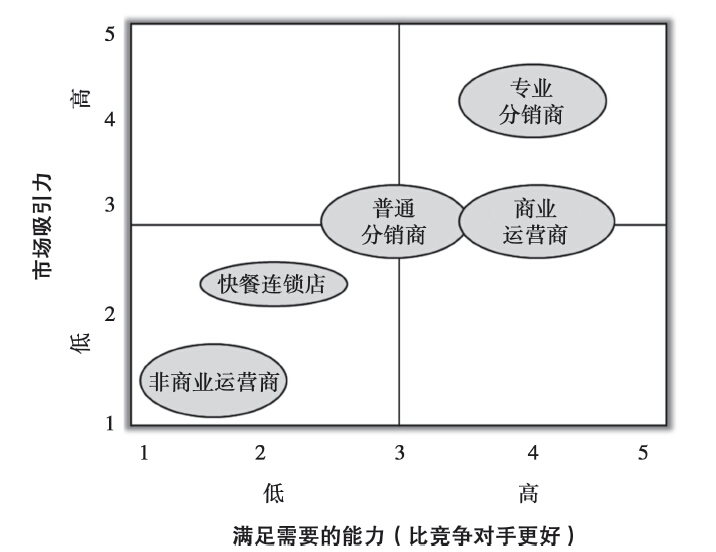 5
高
4
专业
分销商
市场吸引力
3
普通
分销商
商业
运营商
快餐连锁店
2
低
非商业运营商
1
1 2 3 4 5
低 高
满足需要的能力（比竞争对手更好）